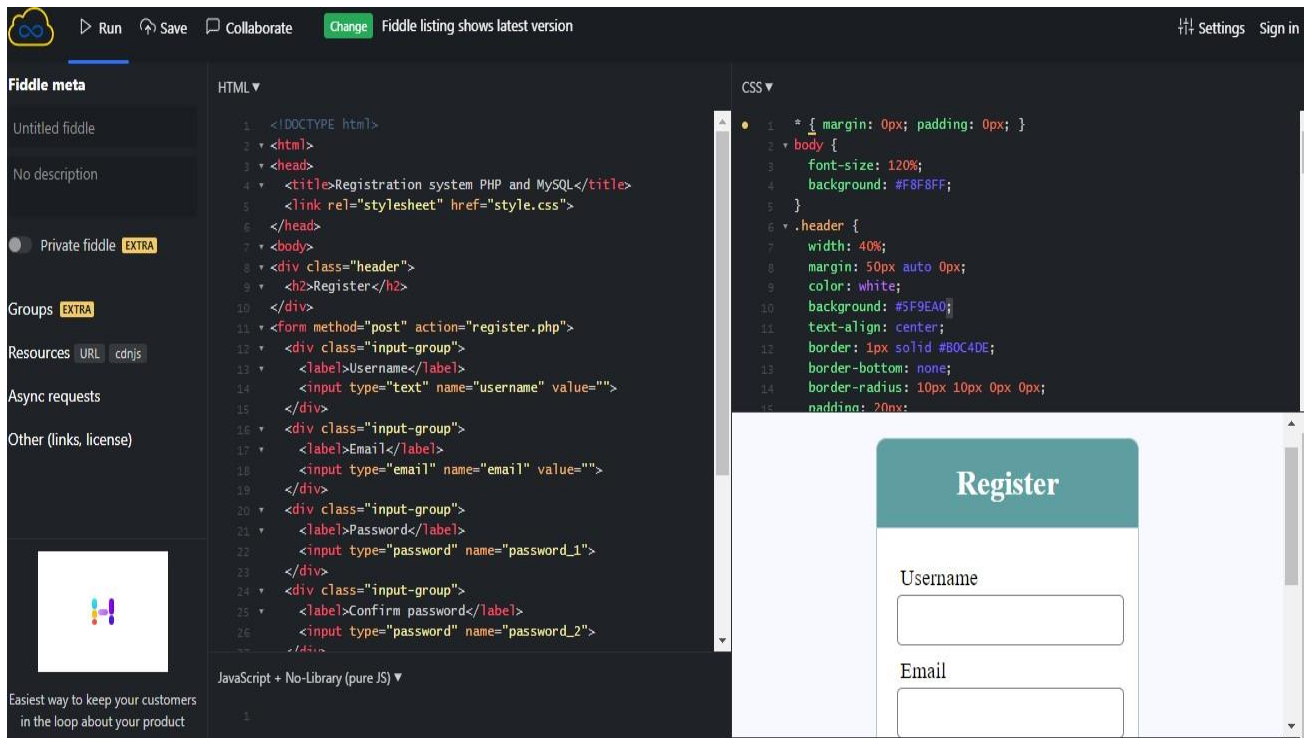 Run Save Collaborate Change Fiddle listing shows latest version Settings Sign in
Fiddle meta
Untitled fiddle
No description
Private fiddle EXTRA
Groups EXTRA
Resources URL cdnjs
Async requests
Other (links, license)
Easiest way to keep your customers
in the loop about your product
HTML ▼
1 <!DOCTYPE html>
2 <html>
3 <head>
4 <title>Registration system PHP and MySQL</title>
5 <link rel="stylesheet" href="style.css">
6 </head>
7 <body>
8 <div class="header">
9 <h2>Register</h2>
10 </div>
11 <form method="post" action="register.php">
12 <div class="input-group">
13 <label>Username</label>
14 <input type="text" name="username" value="">
15 </div>
16 <div class="input-group">
17 <label>Email</label>
18 <input type="email" name="email" value="">
19 </div>
20 <div class="input-group">
21 <label>Password</label>
22 <input type="password" name="password_1">
23 </div>
24 <div class="input-group">
25 <label>Confirm password</label>
26 <input type="password" name="password_2">
27 </div>
JavaScript + No-Library (pure JS) ▼
1
CSS ▼
1 * { margin: 0px; padding: 0px; }
2 body {
3 font-size: 120%;
4 background: #F8F8FF;
5 }
6 .header {
7 width: 40%;
8 margin: 50px auto 0px;
9 color: white;
10 background: #5F9EA0;
11 text-align: center;
12 border: 1px solid #B0C4DE;
13 border-bottom: none;
14 border-radius: 10px 10px 0px 0px;
15 padding: 20px;
Register
Username
Email